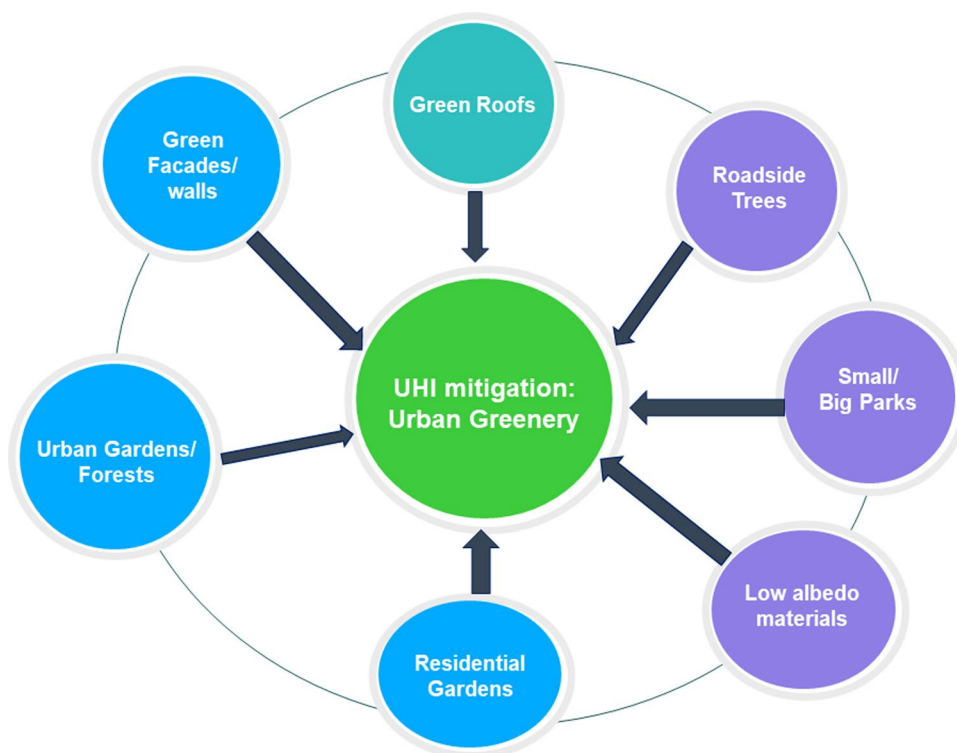 Green Roofs
Green
Facades/
walls
Roadside
Trees
UHI mitigation:
Urban Greenery
Small/
Big Parks
Urban Gardens/
Forests
Low albedo
materials
Residential
Gardens